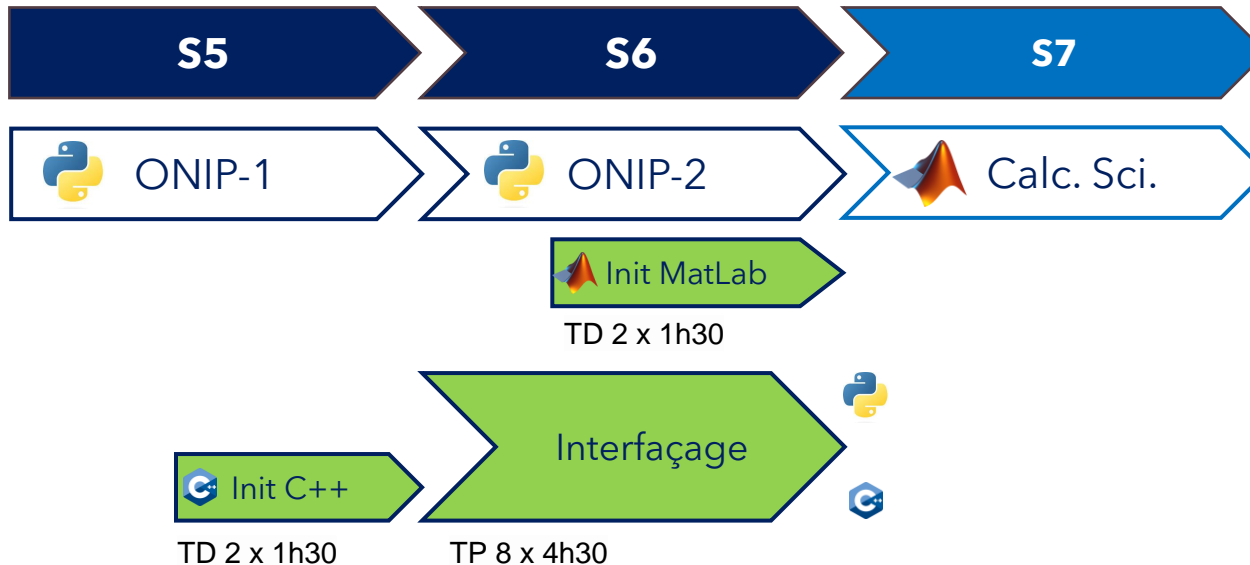 S5
S6
S7
ONIP-1
ONIP-2
Calc. Sci.
Init MatLab
TD 2 x 1h30
Interfaçage
Init C++
TD 2 x 1h30
TP 8 x 4h30